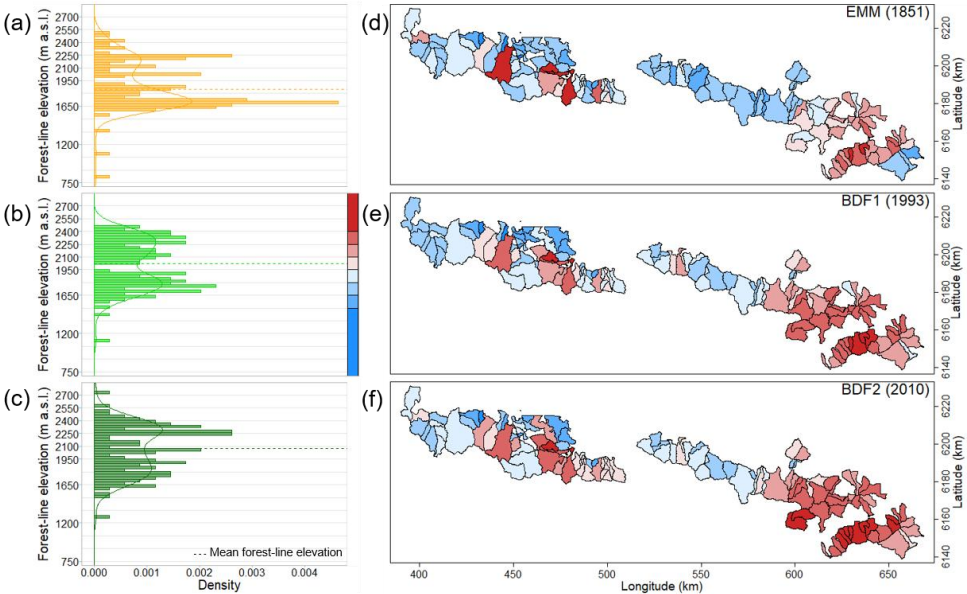 (a)
Forest-line elevation (m a.s.l.)
2700
2550
2400
2250
2100
1950
1650
1200
750
(b)
Forest-line elevation (m a.s.l.)
2700
2550
2400
2250
2100
1950
1650
1200
750
(c)
Forest-line elevation (m a.s.l.)
2700
2550
2400
2250
2100
1950
1650
1200
750
Mean forest-line elevation
0.000 0.001 0.002 0.003 0.004
Density
(d)
EMM (1851)
6220
6200
6180
6160
6140
Latitude (km)
(e)
BDF1 (1993)
6220
6200
6180
6160
6140
Latitude (km)
(f)
BDF2 (2010)
6220
6200
6180
6160
6140
Latitude (km)
400 450 500 550 600 650
Longitude (km)